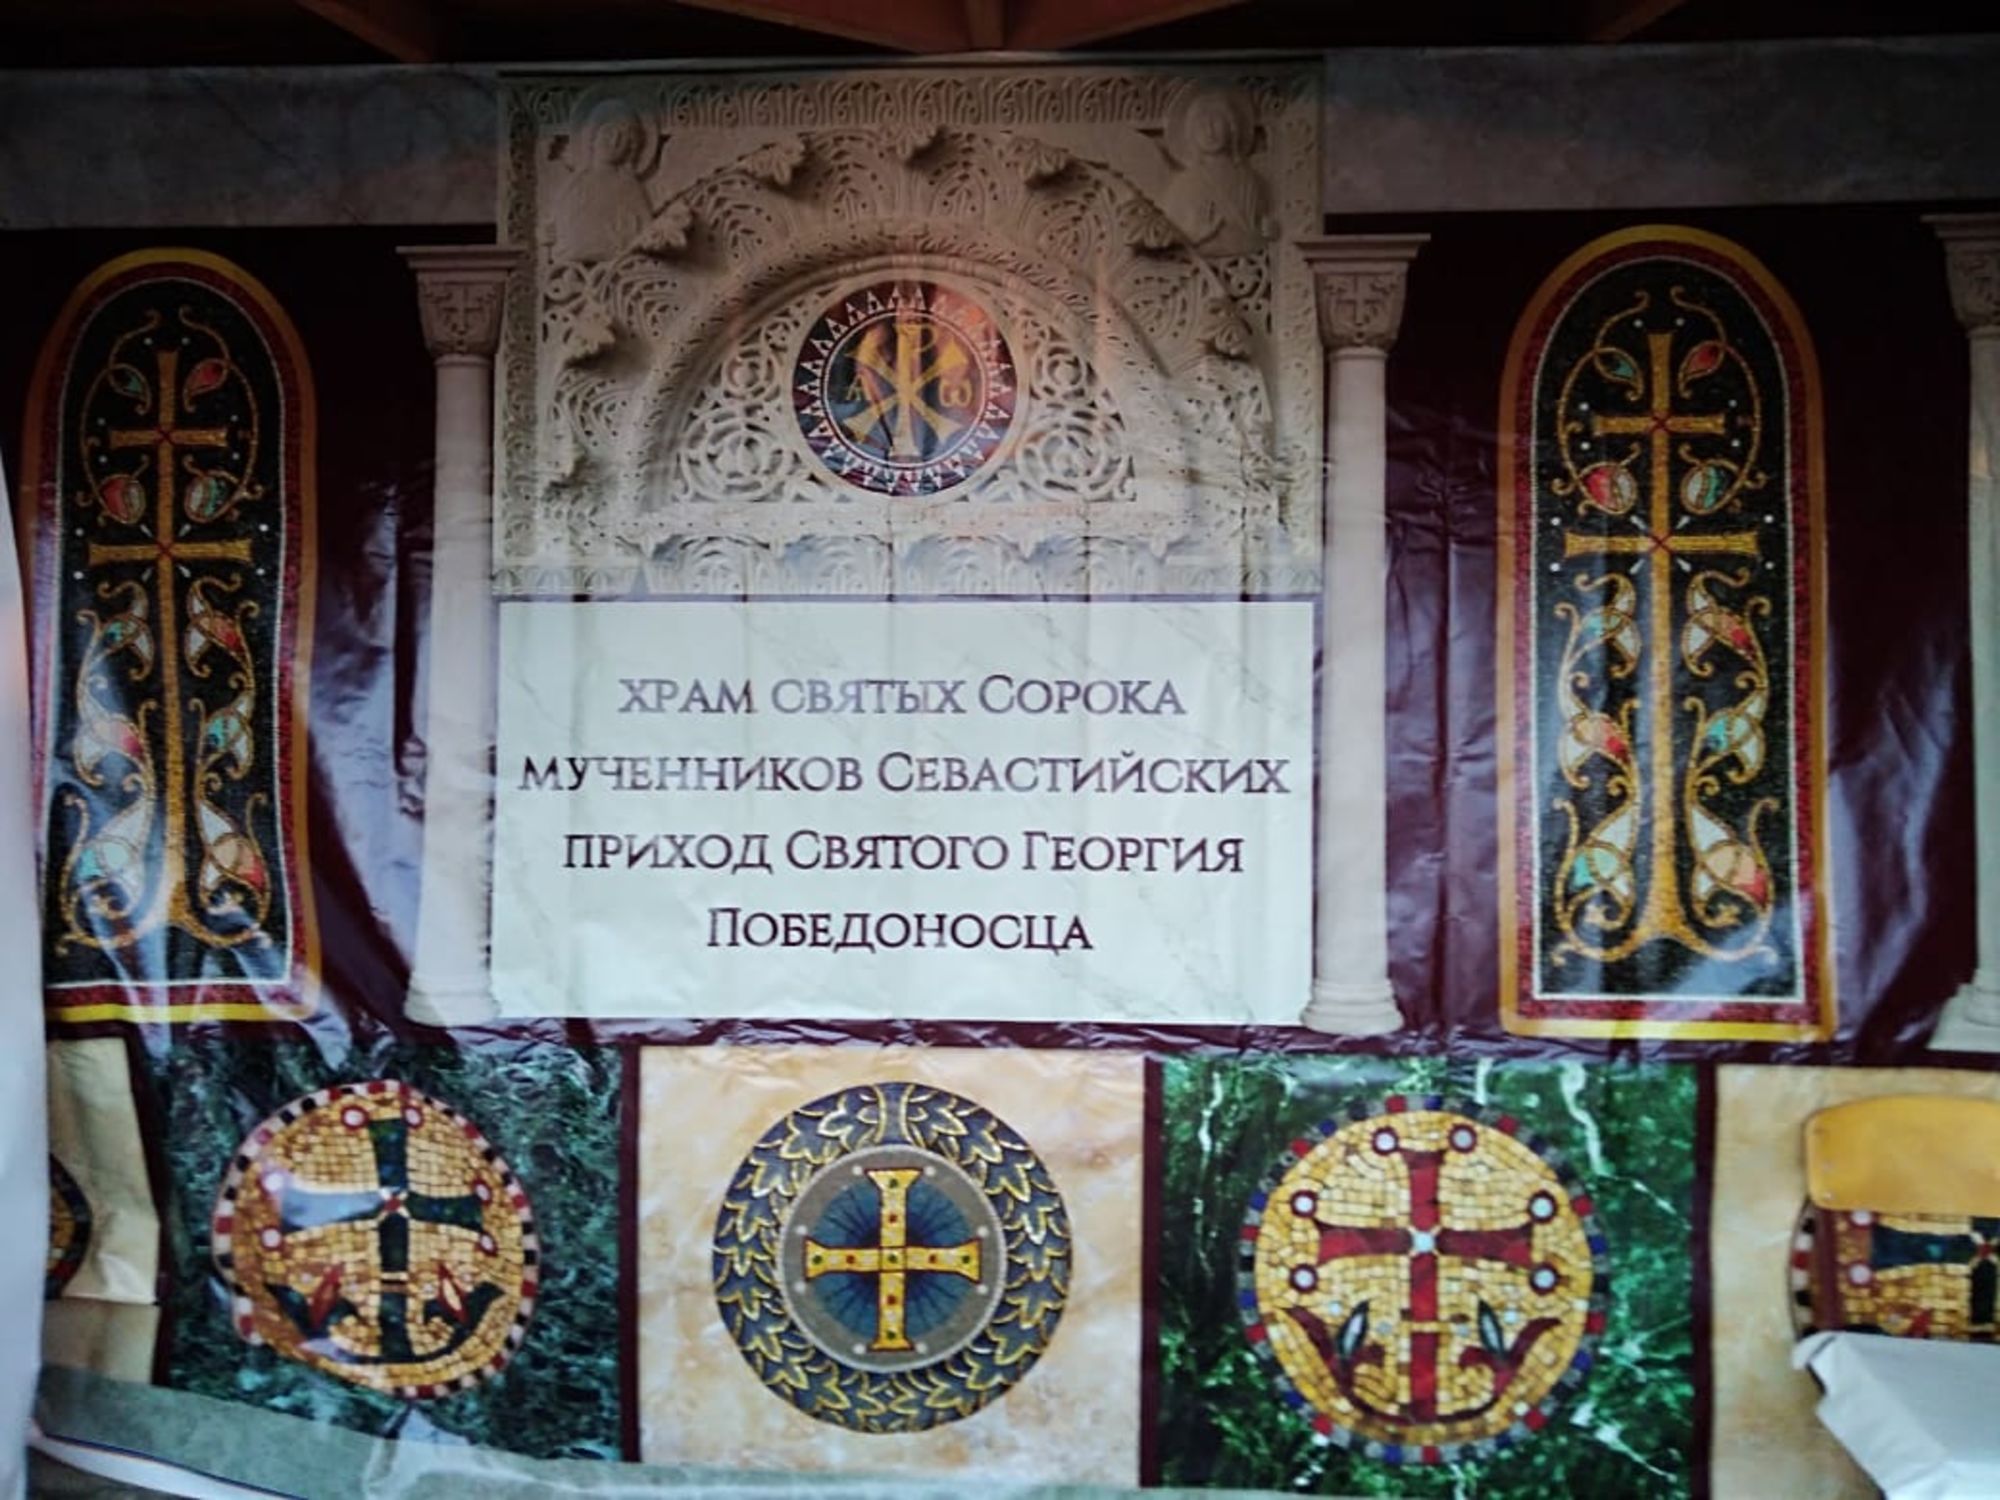 Α Ρ ω
храм святых Сорока
мученников Севастийских
приход Святого Георгия
Победоносца